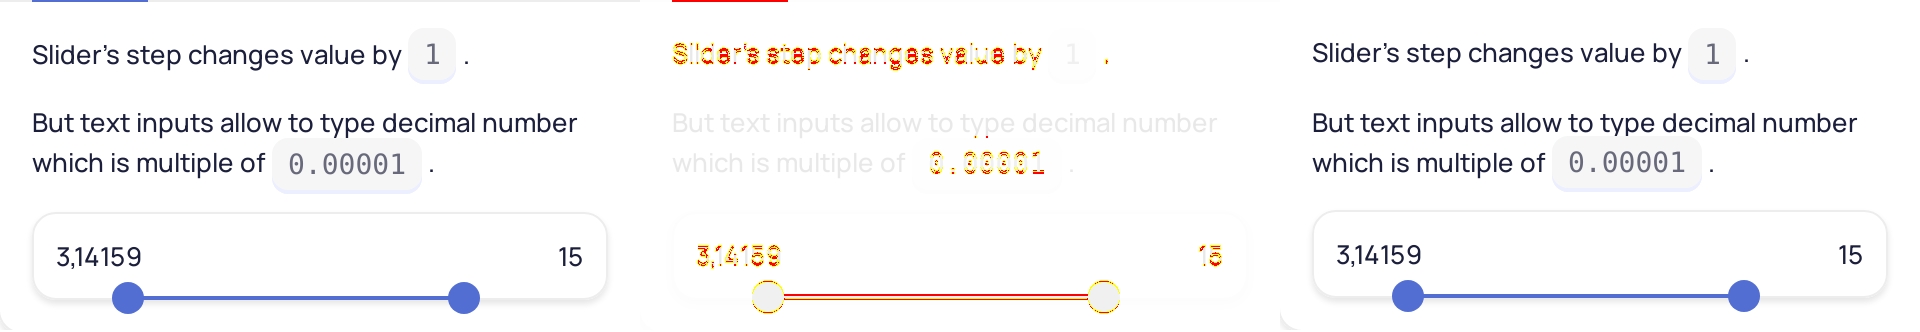 Slider's step changes value by 1 .
But text inputs allow to type decimal number
which is multiple of 0.00001 .
3,14159 15
Slider's step changes value by 1 .
But text inputs allow to type decimal number
which is multiple of 0.00001 .
3,14159 15
Slider's step changes value by 1 .
But text inputs allow to type decimal number
which is multiple of 0.00001 .
3,14159 15